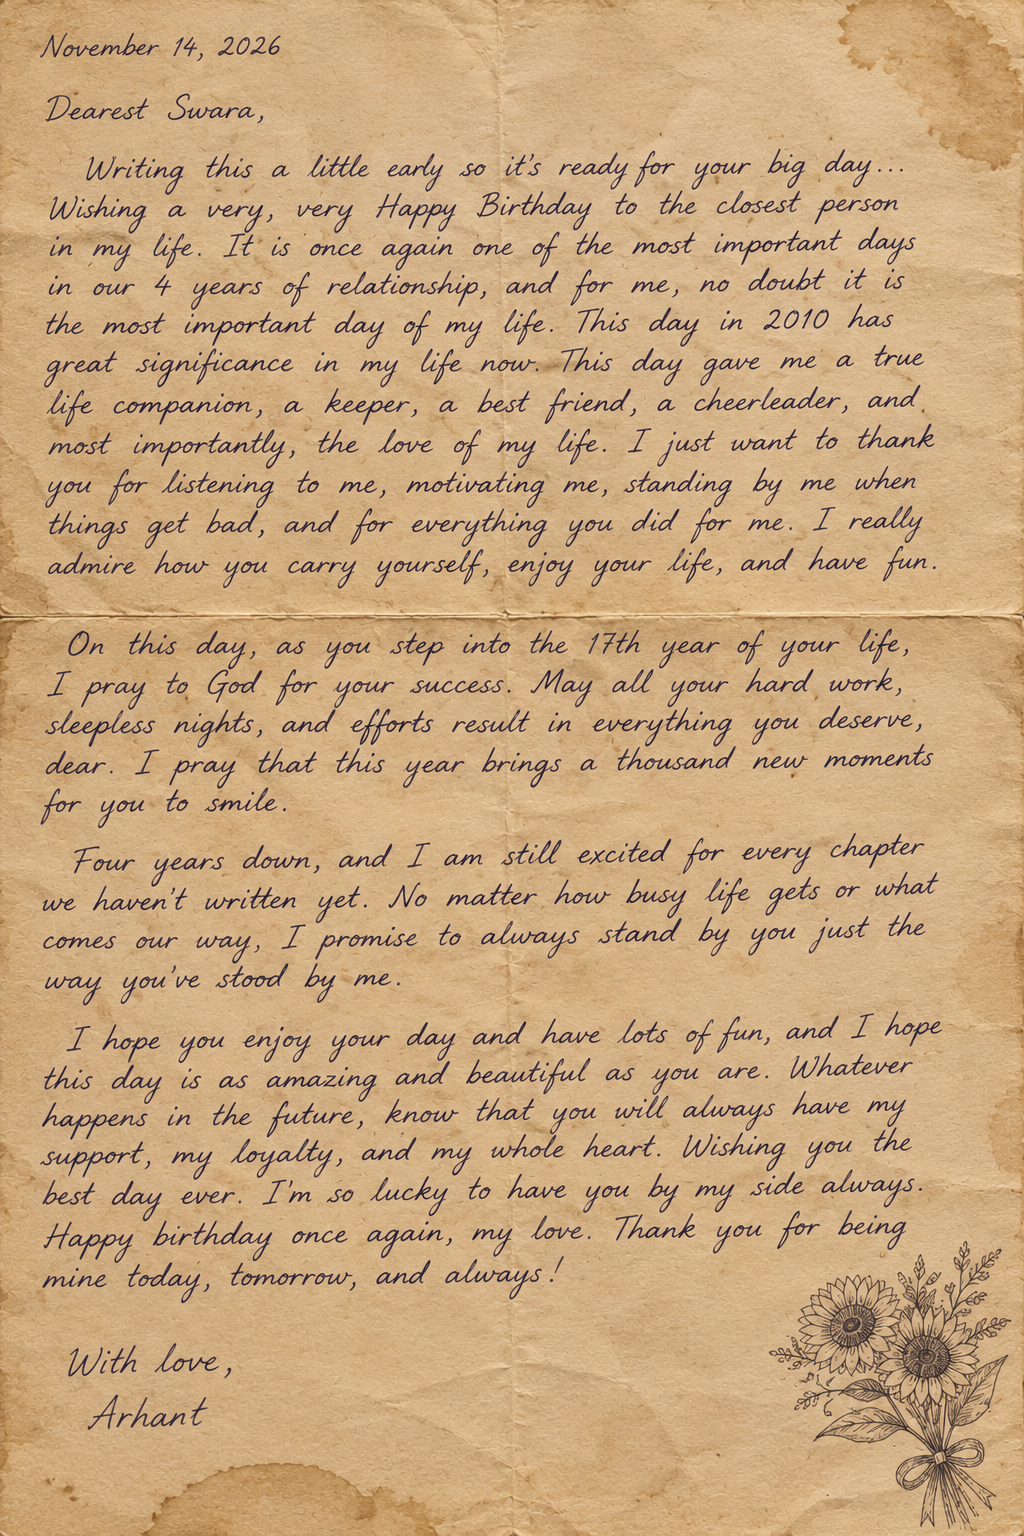 November 14, 2026
Dearest Swara,
Writing this a little early so it's ready for your big day...
Wishing a very, very Happy Birthday to the closest person
in my life. It is once again one of the most important days
in our 4 years of relationship, and for me, no doubt it is
the most important day of my life. This day in 2010 has
great significance in my life now. This day gave me a true
life companion, a keeper, a best friend, a cheerleader, and
most importantly, the love of my life. I just want to thank
you for listening to me, motivating me, standing by me when
things get bad, and for everything you did for me. I really
admire how you carry yourself, enjoy your life, and have fun.
On this day, as you step into the 17th year of your life,
I pray to God for your success. May all your hard work,
sleepless nights, and efforts result in everything you deserve,
dear. I pray that this year brings a thousand new moments
for you to smile.
Four years down, and I am still excited for every chapter
we haven't written yet. No matter how busy life gets or what
comes our way, I promise to always stand by you just the
way you've stood by me.
I hope you enjoy your day and have lots of fun, and I hope
this day is as amazing and beautiful as you are. Whatever
happens in the future, know that you will always have my
support, my loyalty, and my whole heart. Wishing you the
best day ever. I'm so lucky to have you by my side always.
Happy birthday once again, my love. Thank you for being
mine today, tomorrow, and always!
With love,
Arhant